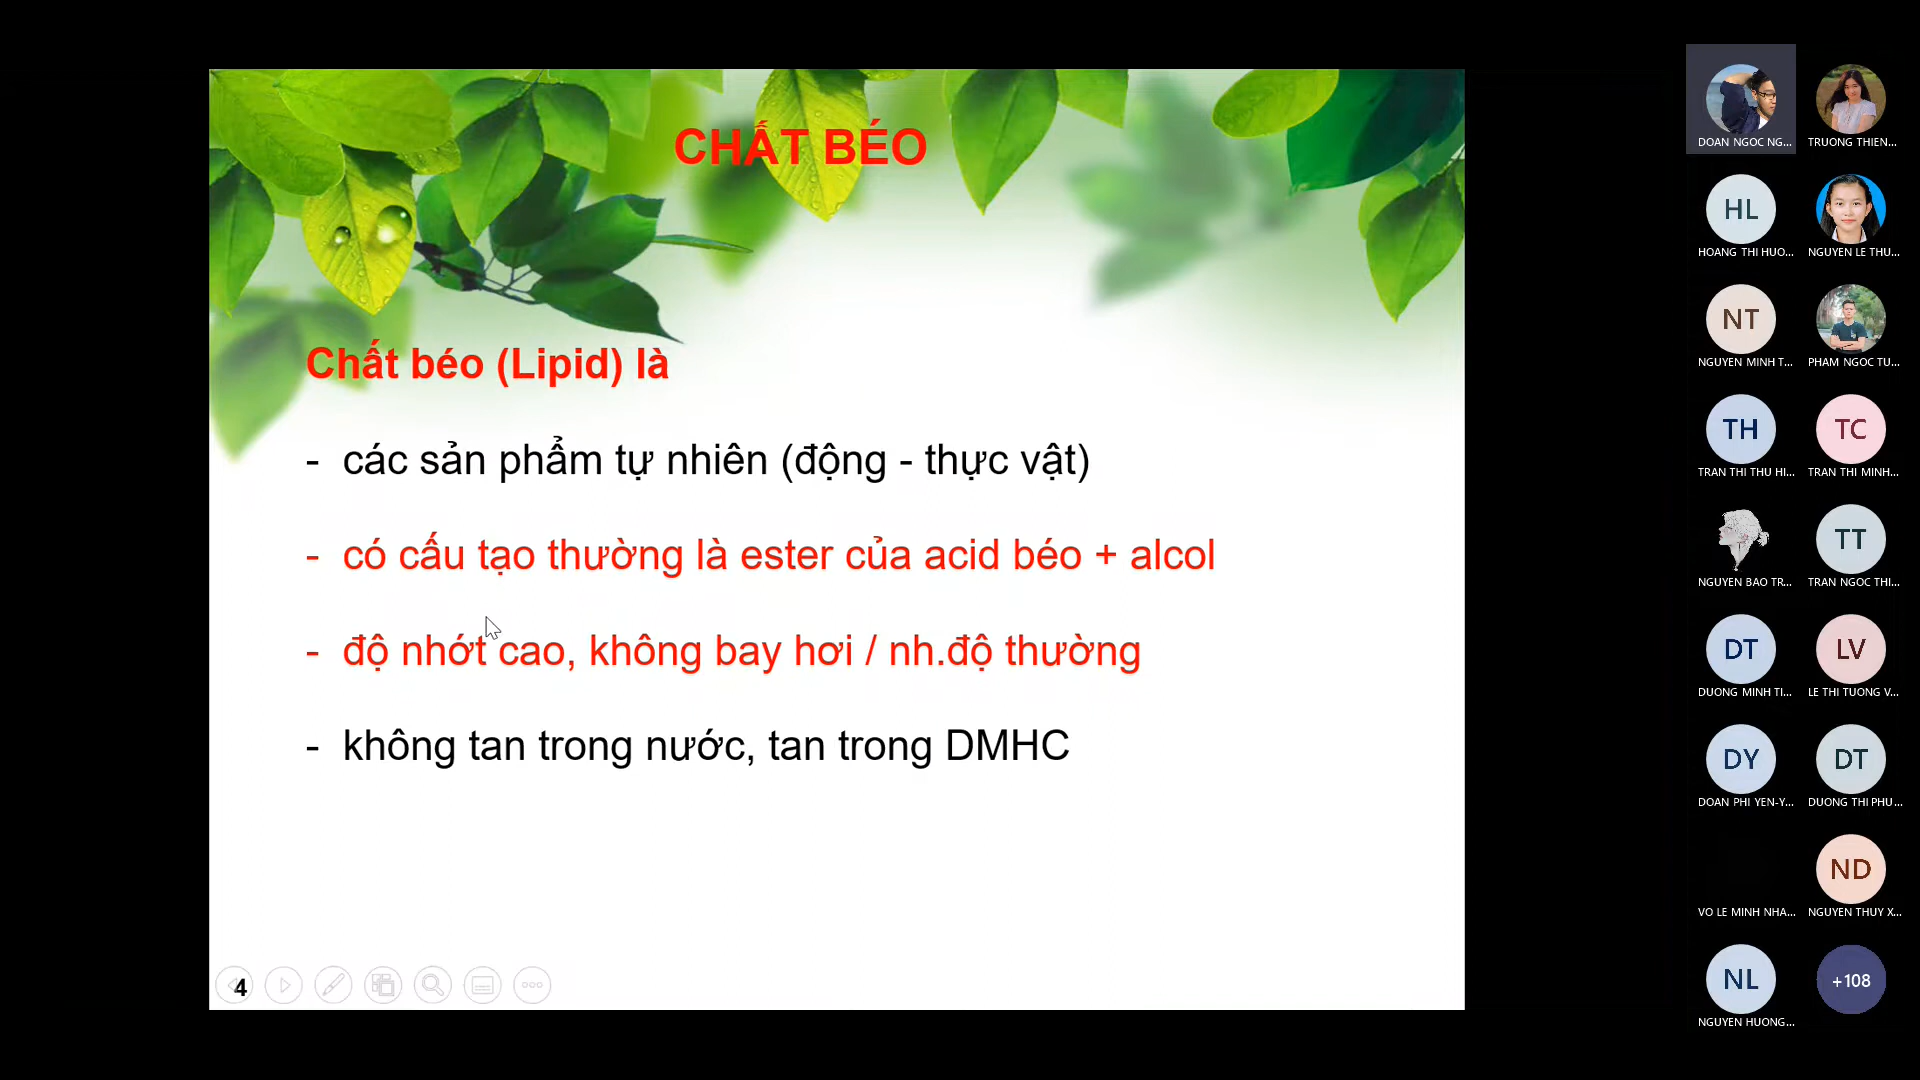 CHẤT BÉO
Chất béo (Lipid) là
- các sản phẩm tự nhiên (động - thực vật)
- có cấu tạo thường là ester của acid béo + alcol
- độ nhớt cao, không bay hơi / nh.độ thường
- không tan trong nước, tan trong DMHC
4
DOAN NGOC NG...
TRUONG THIEN...
HL
HOANG THI HUO...
NGUYEN LE THU...
NT
NGUYEN MINH T...
PHAM NGOC TU...
TH
TRAN THI THU HI...
TC
TRAN THI MINH...
NGUYEN BAO TR...
TT
TRAN NGOC THI...
DT
DUONG MINH TI...
LV
LE THI TUONG V...
DY
DOAN PHI YEN-Y...
DT
DUONG THI PHU...
VO LE MINH NHA...
ND
NGUYEN THUY X...
NL
NGUYEN HUONG...
+108